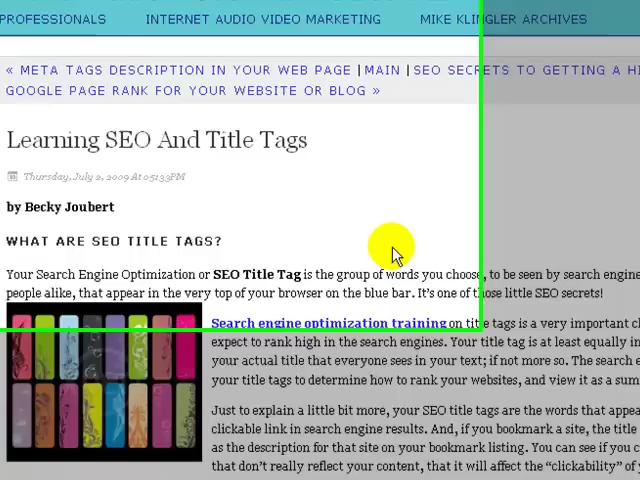 PROFESSIONALS INTERNET AUDIO VIDEO MARKETING MIKE KLINGLER ARCHIVES
« META TAGS DESCRIPTION IN YOUR WEB PAGE | MAIN | SEO SECRETS TO GETTING A HI
GOOGLE PAGE RANK FOR YOUR WEBSITE OR BLOG »
Learning SEO And Title Tags
Thursday, July 2, 2009 At 05:33PM
by Becky Joubert
WHAT ARE SEO TITLE TAGS?
Your Search Engine Optimization or SEO Title Tag is the group of words you choose, to be seen by search engine
people alike, that appear in the very top of your browser on the blue bar. It's one of those little SEO secrets!
Search engine optimization training on title tags is a very important cl
expect to rank high in the search engines. Your title tag is at least equally in
your actual title that everyone sees in your text; if not more so. The search e
your title tags to determine how to rank your websites, and view it as a sum
Just to explain a little bit more, your SEO title tags are the words that appea
clickable link in search engine results. And, if you bookmark a site, the title
as the description for that site on your bookmark listing. You can see if you c
that don't really reflect your content, that it will affect the "clickability" of y